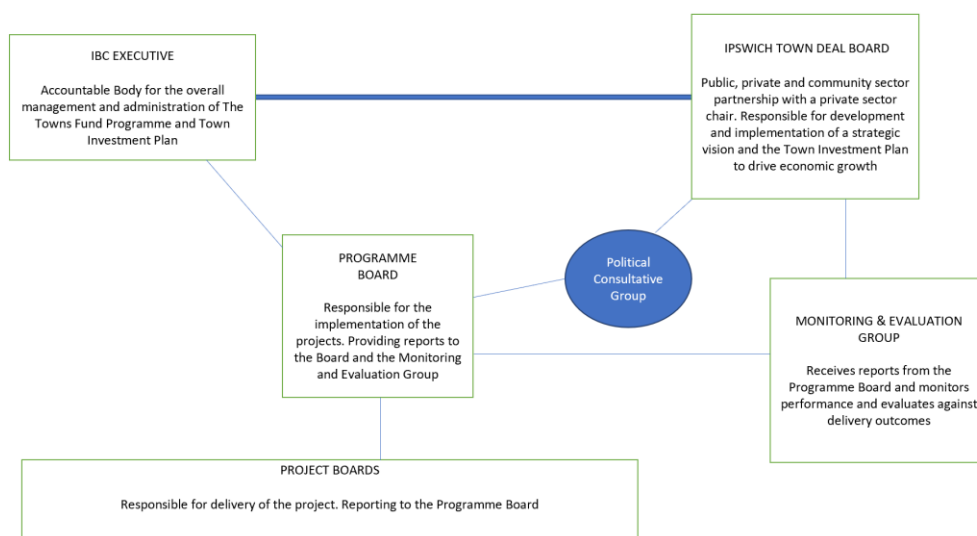 IBC EXECUTIVE
Accountable Body for the overall
management and administration of The
Towns Fund Programme and Town
Investment Plan
IPSWICH TOWN DEAL BOARD
Public, private and community sector
partnership with a private sector
chair. Responsible for development
and implementation of a strategic
vision and the Town Investment Plan
to drive economic growth
PROGRAMME
BOARD
Responsible for the
implementation of the
projects. Providing reports to
the Board and the Monitoring
and Evaluation Group
Political
Consultative
Group
MONITORING & EVALUATION
GROUP
Receives reports from the
Programme Board and monitors
performance and evaluates against
delivery outcomes
PROJECT BOARDS
Responsible for delivery of the project. Reporting to the Programme Board